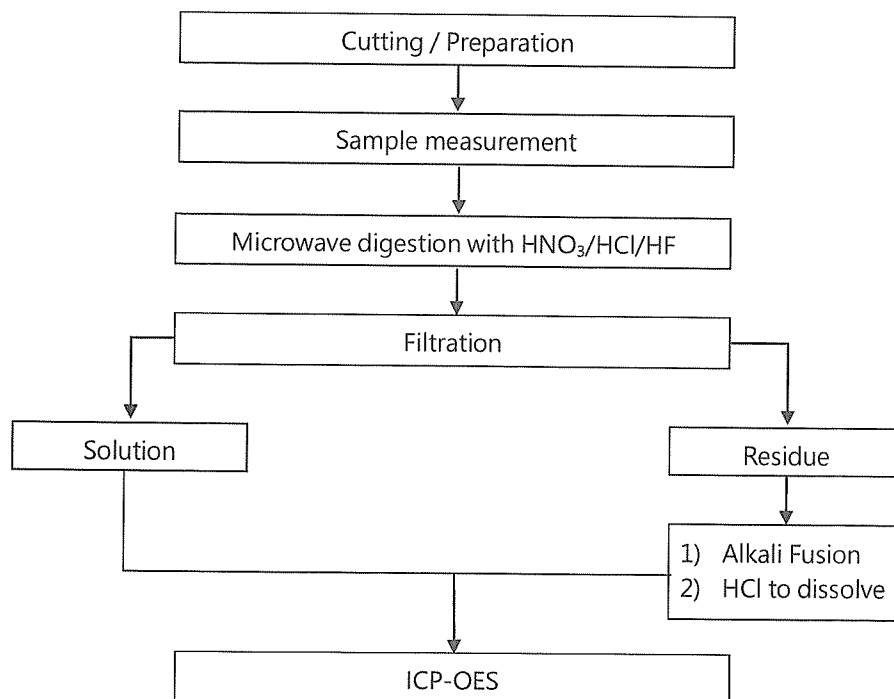 Cutting / Preparation
Sample measurement
Microwave digestion with HNO₃/HCl/HF
Filtration
Solution
Residue
1) Alkali Fusion
2) HCl to dissolve
ICP-OES